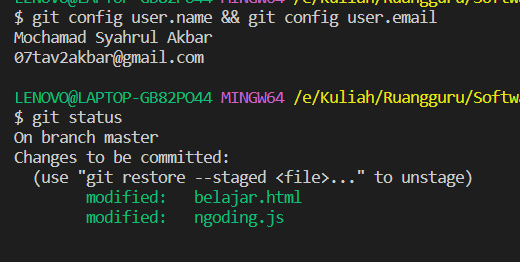 LENOVO@LAPTOP-GB82PO44 MINGW64 /e/Kuliah/Ruangguru/Softwa
$ git config user.name && git config user.email
Mochamad Syahrul Akbar
07tav2akbar@gmail.com
LENOVO@LAPTOP-GB82PO44 MINGW64 /e/Kuliah/Ruangguru/Softwa
$ git status
On branch master
Changes to be committed:
(use "git restore --staged <file>..." to unstage)
modified: belajar.html
modified: ngoding.js